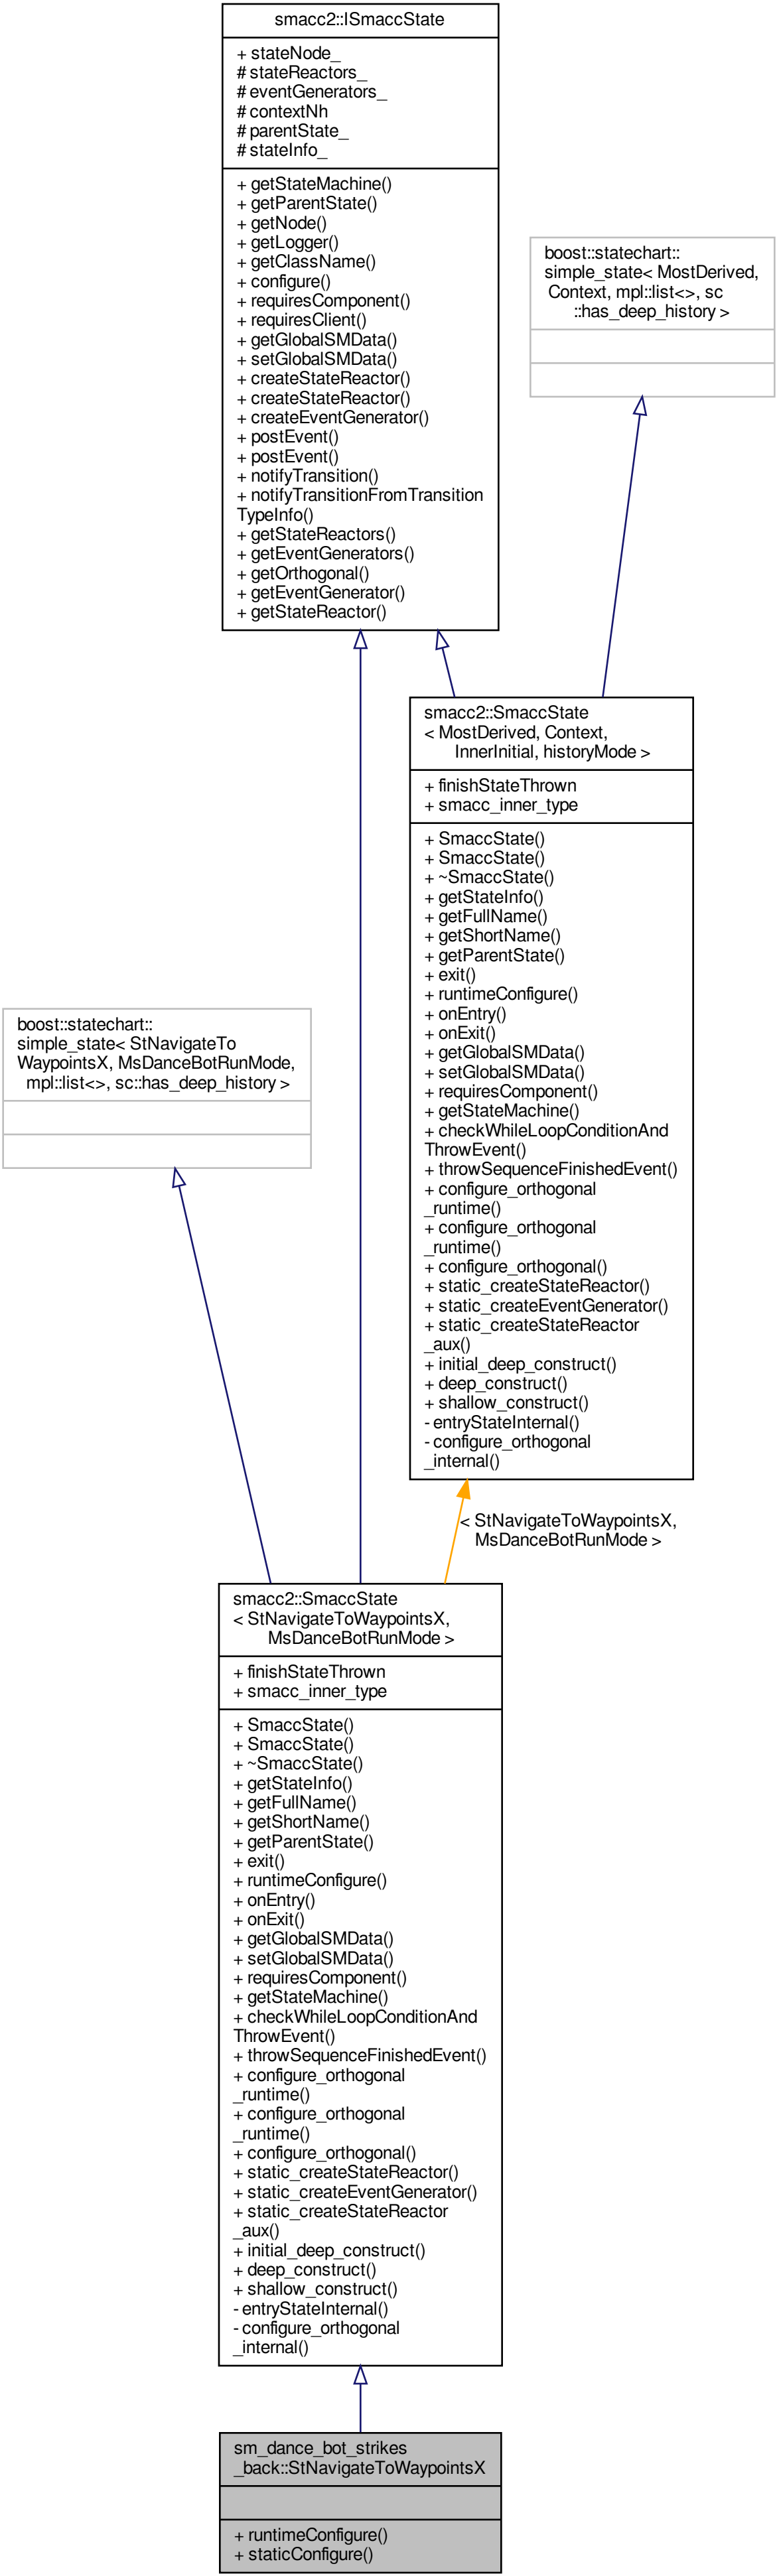 smacc2::ISmaccState
+ stateNode_
# stateReactors_
# eventGenerators_
# contextNh
# parentState_
# stateInfo_
+ getStateMachine()
+ getParentState()
+ getNode()
+ getLogger()
+ getClassName()
+ configure()
+ requiresComponent()
+ requiresClient()
+ getGlobalSMData()
+ setGlobalSMData()
+ createStateReactor()
+ createStateReactor()
+ createEventGenerator()
+ postEvent()
+ postEvent()
+ notifyTransition()
+ notifyTransitionFromTransition
TypeInfo()
+ getStateReactors()
+ getEventGenerators()
+ getOrthogonal()
+ getEventGenerator()
+ getStateReactor()
boost::statechart::
simple_state< MostDerived,
Context, mpl::list<>, sc
::has_deep_history >
smacc2::SmaccState
< MostDerived, Context,
InnerInitial, historyMode >
+ finishStateThrown
+ smacc_inner_type
+ SmaccState()
+ SmaccState()
+ ~SmaccState()
+ getStateInfo()
+ getFullName()
+ getShortName()
+ getParentState()
+ exit()
+ runtimeConfigure()
+ onEntry()
+ onExit()
+ getGlobalSMData()
+ setGlobalSMData()
+ requiresComponent()
+ getStateMachine()
+ checkWhileLoopConditionAnd
ThrowEvent()
+ throwSequenceFinishedEvent()
+ configure_orthogonal
_runtime()
+ configure_orthogonal
_runtime()
+ configure_orthogonal()
+ static_createStateReactor()
+ static_createEventGenerator()
+ static_createStateReactor
_aux()
+ initial_deep_construct()
+ deep_construct()
+ shallow_construct()
- entryStateInternal()
- configure_orthogonal
_internal()
boost::statechart::
simple_state< StNavigateTo
WaypointsX, MsDanceBotRunMode,
mpl::list<>, sc::has_deep_history >
< StNavigateToWaypointsX,
MsDanceBotRunMode >
smacc2::SmaccState
< StNavigateToWaypointsX,
MsDanceBotRunMode >
+ finishStateThrown
+ smacc_inner_type
+ SmaccState()
+ SmaccState()
+ ~SmaccState()
+ getStateInfo()
+ getFullName()
+ getShortName()
+ getParentState()
+ exit()
+ runtimeConfigure()
+ onEntry()
+ onExit()
+ getGlobalSMData()
+ setGlobalSMData()
+ requiresComponent()
+ getStateMachine()
+ checkWhileLoopConditionAnd
ThrowEvent()
+ throwSequenceFinishedEvent()
+ configure_orthogonal
_runtime()
+ configure_orthogonal
_runtime()
+ configure_orthogonal()
+ static_createStateReactor()
+ static_createEventGenerator()
+ static_createStateReactor
_aux()
+ initial_deep_construct()
+ deep_construct()
+ shallow_construct()
- entryStateInternal()
- configure_orthogonal
_internal()
sm_dance_bot_strikes
_back::StNavigateToWaypointsX
+ runtimeConfigure()
+ staticConfigure()